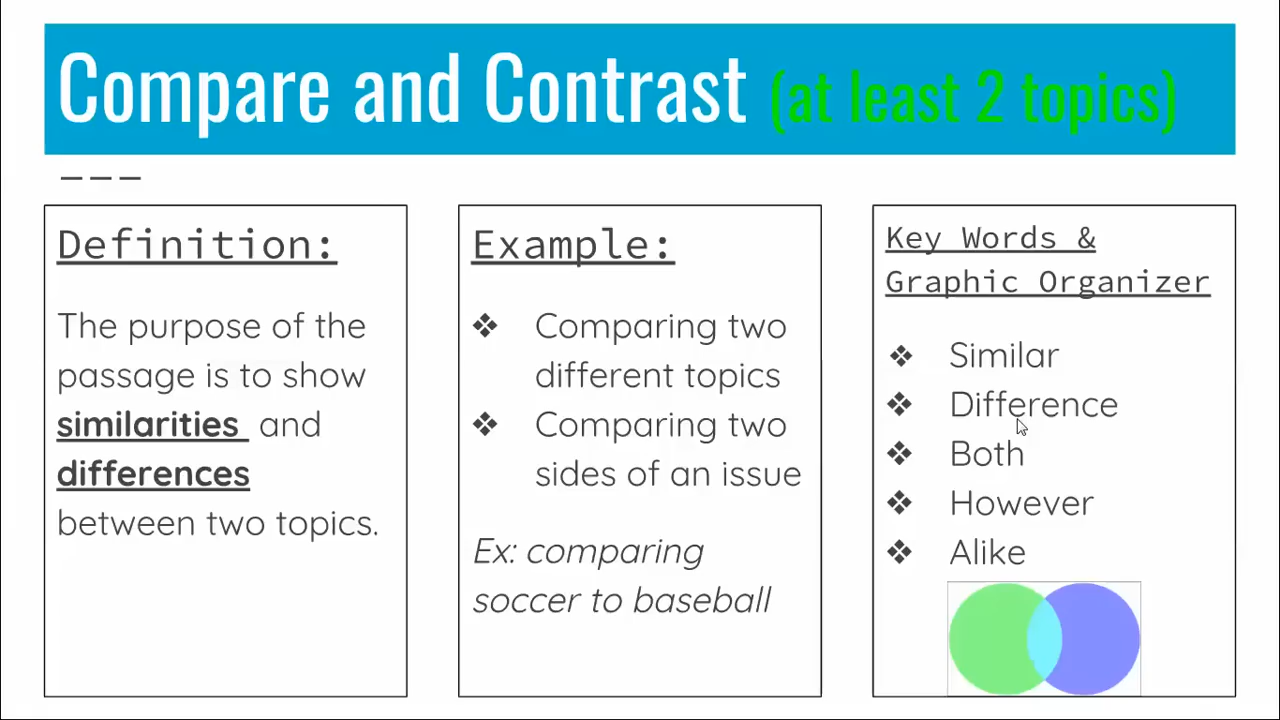 Compare and Contrast (at least 2 topics)
Definition:
The purpose of the
passage is to show
similarities and
differences
between two topics.
Example:
❖ Comparing two
different topics
❖ Comparing two
sides of an issue
Ex: comparing
soccer to baseball
Key Words &
Graphic Organizer
❖ Similar
❖ Difference
❖ Both
❖ However
❖ Alike